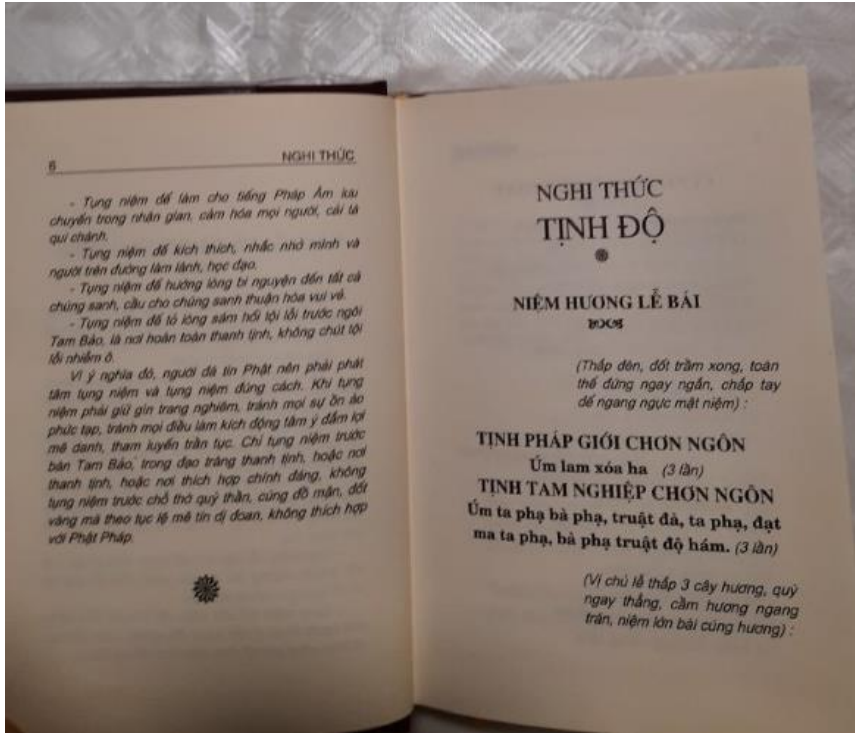 6
NGHI THỨC
- Tụng niệm để làm cho tiếng Pháp Âm lưu
chuyển trong nhân gian, cảm hóa mọi người, cải tà
qui chánh.
- Tụng niệm để kích thích, nhắc nhở mình và
người trên đường làm lành, học đạo.
- Tụng niệm để hướng lòng bi nguyện đến tất cả
chúng sanh, cầu cho chúng sanh thuận hòa vui vẻ.
- Tụng niệm để tỏ lòng sám hối tội lỗi trước ngôi
Tam Bảo, là nơi hoàn toàn thanh tịnh, không chút tội
lỗi nhiễm ô.
Vì ý nghĩa đó, người đã tin Phật nên phải phát
tâm tụng niệm và tụng niệm đúng cách. Khi tụng
niệm phải giữ gìn trang nghiêm, tránh mọi sự ồn ào
phức tạp, tránh mọi điều làm kích động tâm ý đắm lợi
mê danh, tham luyến trần tục. Chỉ tụng niệm trước
bàn Tam Bảo, trong đạo tràng thanh tịnh, hoặc nơi
thanh tịnh, hoặc nơi thích hợp chính đáng, không
tụng niệm trước chỗ thờ quỷ thần, cúng đồ mặn, đốt
vàng mã theo tục lệ mê tín dị đoan, không thích hợp
với Phật Pháp.
NGHI THỨC
TỊNH ĐỘ
NIỆM HƯƠNG LỄ BÁI
(Thắp đèn, đốt trầm xong, toàn
thể đứng ngay ngắn, chắp tay
để ngang ngực mật niệm) :
TỊNH PHÁP GIỚI CHƠN NGÔN
Úm lam xóa ha (3 lần)
TỊNH TAM NGHIỆP CHƠN NGÔN
Úm ta phạ bà phạ, truật đà, ta phạ, đạt
ma ta phạ, bà phạ truật độ hám. (3 lần)
(Vị chủ lễ thắp 3 cây hương, quỳ
ngay thẳng, cầm hương ngang
trán, niệm lớn bài cúng hương) :